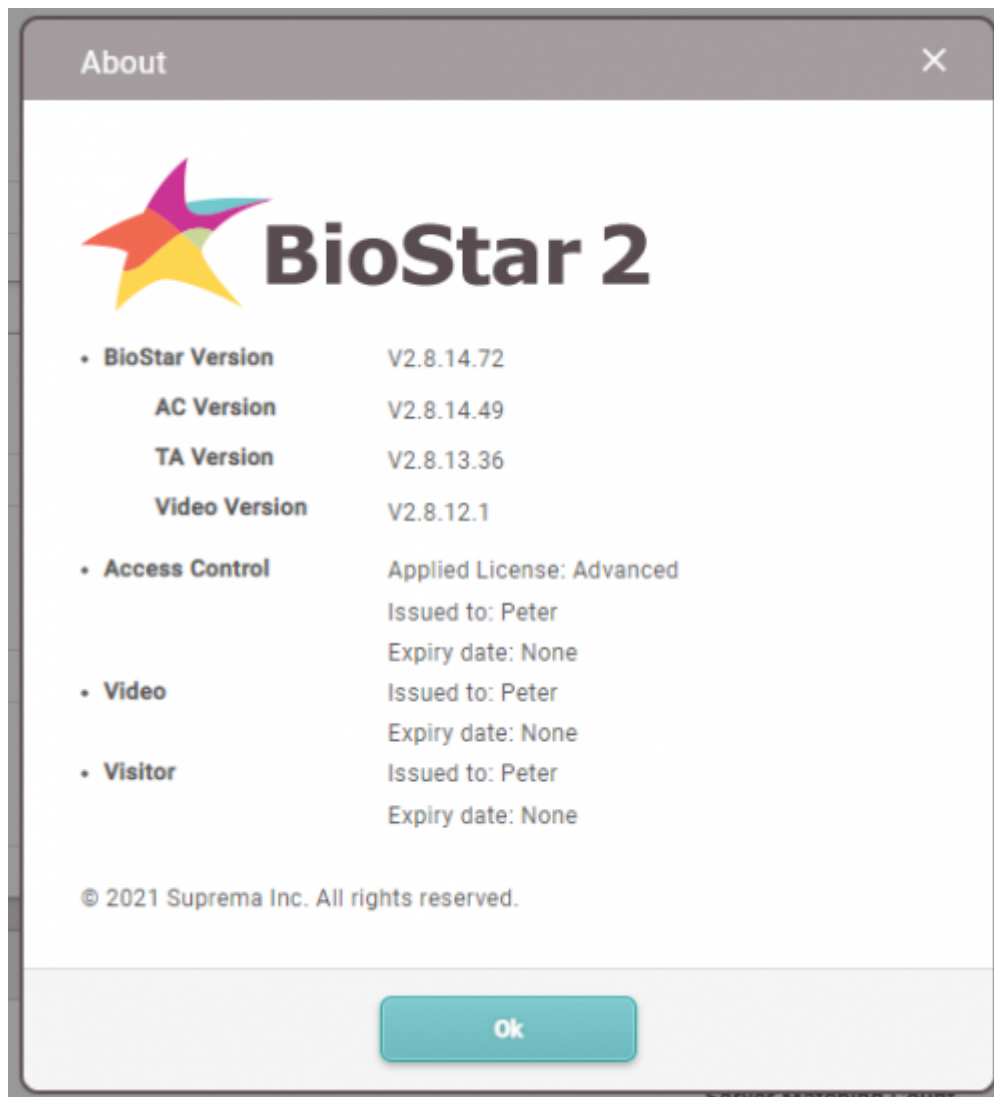 About
BioStar 2
• BioStar Version V2.8.14.72
AC Version V2.8.14.49
TA Version V2.8.13.36
Video Version V2.8.12.1
• Access Control Applied License: Advanced
Issued to: Peter
Expiry date: None
• Video Issued to: Peter
Expiry date: None
• Visitor Issued to: Peter
Expiry date: None
© 2021 Suprema Inc. All rights reserved.
Ok